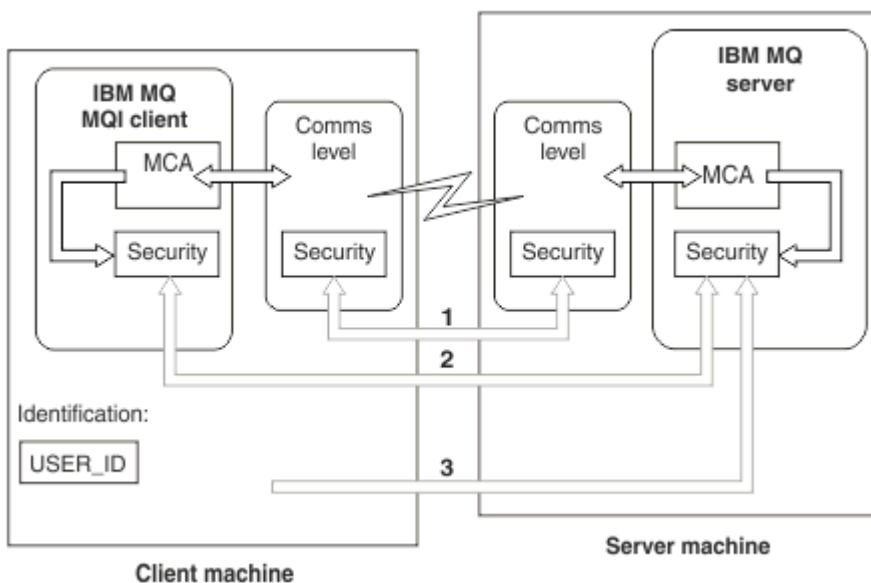 IBM MQ
MQI client
MCA
Security
Comms
level
Security
Comms
level
Security
IBM MQ
server
MCA
Security
1
2
Identification:
USER_ID
3
Client machine
Server machine